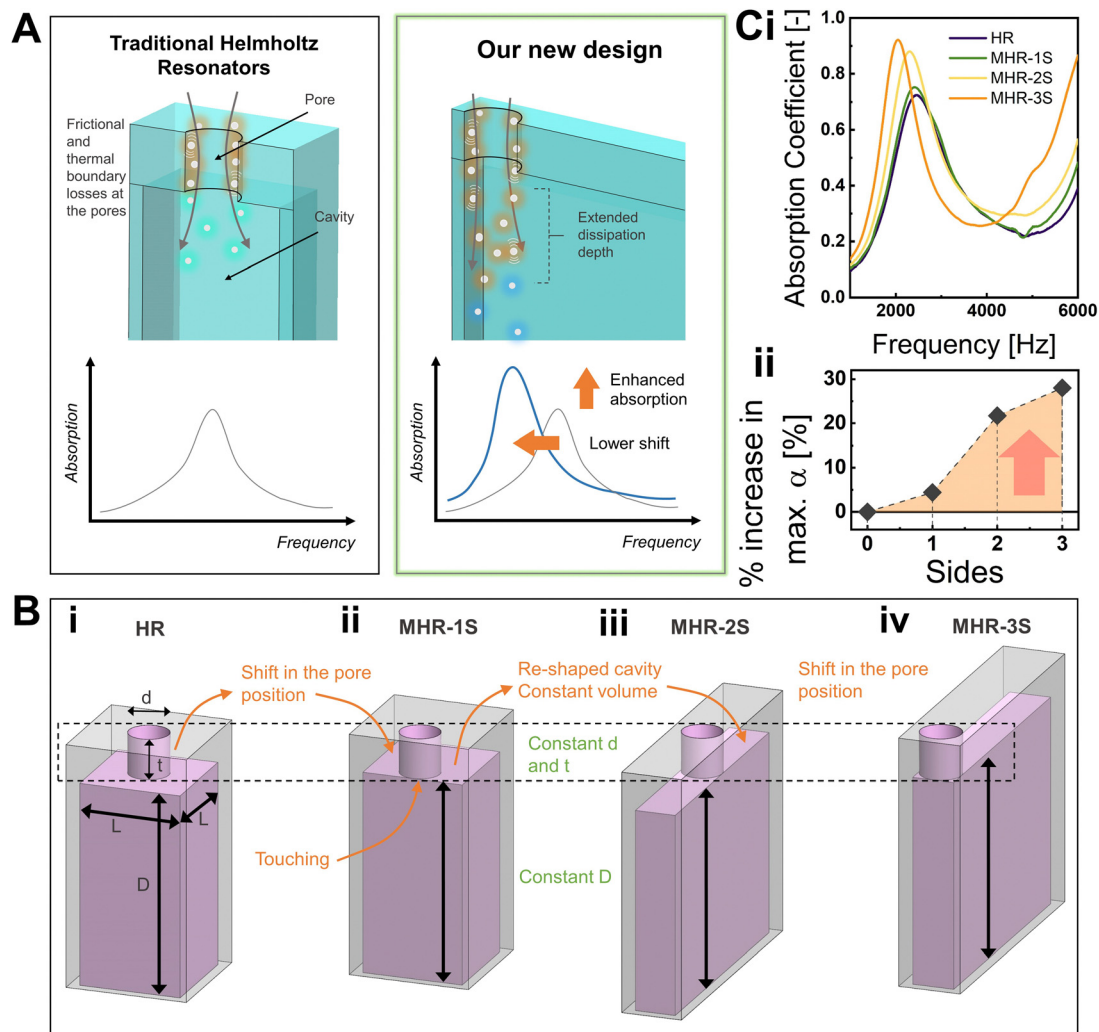 A
Traditional Helmholtz
Resonators
Pore
Frictional
and
thermal
boundary
losses at
the pores
Cavity
Absorption
Frequency
Our new design
Extended
dissipation
depth
Enhanced
absorption
Lower shift
Absorption
Frequency
Ci
Absorption Coefficient [-]
1.0
0.8
0.6
0.4
0.2
0.0
HR
MHR-1S
MHR-2S
MHR-3S
2000
4000
6000
Frequency [Hz]
ii
% increase in
max. α [%]
30
20
10
0
0
1
2
3
Sides
B
i
HR
ii
MHR-1S
iii
MHR-2S
iv
MHR-3S
Shift in the pore
position
Re-shaped cavity
Constant volume
Shift in the pore
position
d
t
Constant d
and t
L
L
D
Touching
Constant D